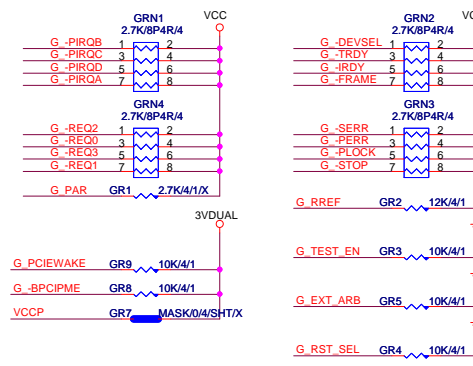 GRN1 VCC
2.7K/8P4R/4
G_-PIRQB 1 2
G_-PIRQC 3 4
G_-PIRQD 5 6
G_-PIRQA 7 8
GRN4
2.7K/8P4R/4
G_-REQ2 1 2
G_-REQ0 3 4
G_-REQ3 5 6
G_-REQ1 7 8
G_PAR GR1 2.7K/4/1/X
3VDUAL
G_PCIEWAKE GR9 10K/4/1
G_-BPCIPME GR8 10K/4/1
VCCP GR7 MASK/0/4/SHT/X
GRN2
2.7K/8P4R/4
G_-DEVSEL 1 2
G_-TRDY 3 4
G_-IRDY 5 6
G_-FRAME 7 8
GRN3
2.7K/8P4R/4
G_-SERR 1 2
G_-PERR 3 4
G_-PLOCK 5 6
G_-STOP 7 8
G_RREF GR2 12K/4/1
G_TEST_EN GR3 10K/4/1
G_EXT_ARB GR5 10K/4/1
G_RST_SEL GR4 10K/4/1